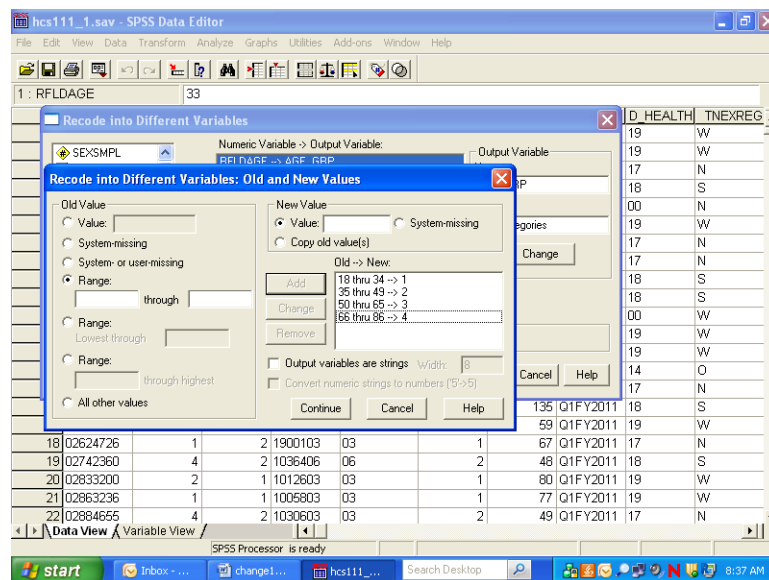 hcs111_1.sav - SPSS Data Editor
File Edit View Data Transform Analyze Graphs Utilities Add-ons Window Help
1 : RFLDAGE 33
D_HEALTH TNEXREG
Recode into Different Variables
SEXSMPL
Numeric Variable -> Output Variable:
RFLDAGE --> AGE_GRP
Output Variable
Change
Cancel Help
Recode into Different Variables: Old and New Values
Old Value
Value:
System-missing
System- or user-missing
Range:
through
Range:
Lowest through
Range:
through highest
All other values
New Value
Value: System-missing
Copy old value(s)
Old --> New:
Add
Change
Remove
18 thru 34 --> 1
35 thru 49 --> 2
50 thru 65 --> 3
66 thru 86 --> 4
Output variables are strings Width: 8
Convert numeric strings to numbers ('5'->5)
Continue Cancel Help
19 W
19 W
17 N
18 S
00 N
19 W
17 N
17 N
18 S
18 S
00 W
19 W
19 W
14 O
17 N
135 Q1FY2011 18 S
59 Q1FY2011 19 W
18 02624726 1 2 1900103 03 1 67 Q1FY2011 17 N
19 02742360 4 2 1036406 06 2 48 Q1FY2011 18 S
20 02833200 2 1 1012603 03 1 80 Q1FY2011 19 W
21 02863236 1 1 1005803 03 1 77 Q1FY2011 19 W
22 02884655 4 2 1030603 03 2 49 Q1FY2011 17 N
Data View Variable View
SPSS Processor is ready
start Inbox - ... change1... hcs111_... Search Desktop 8:37 AM